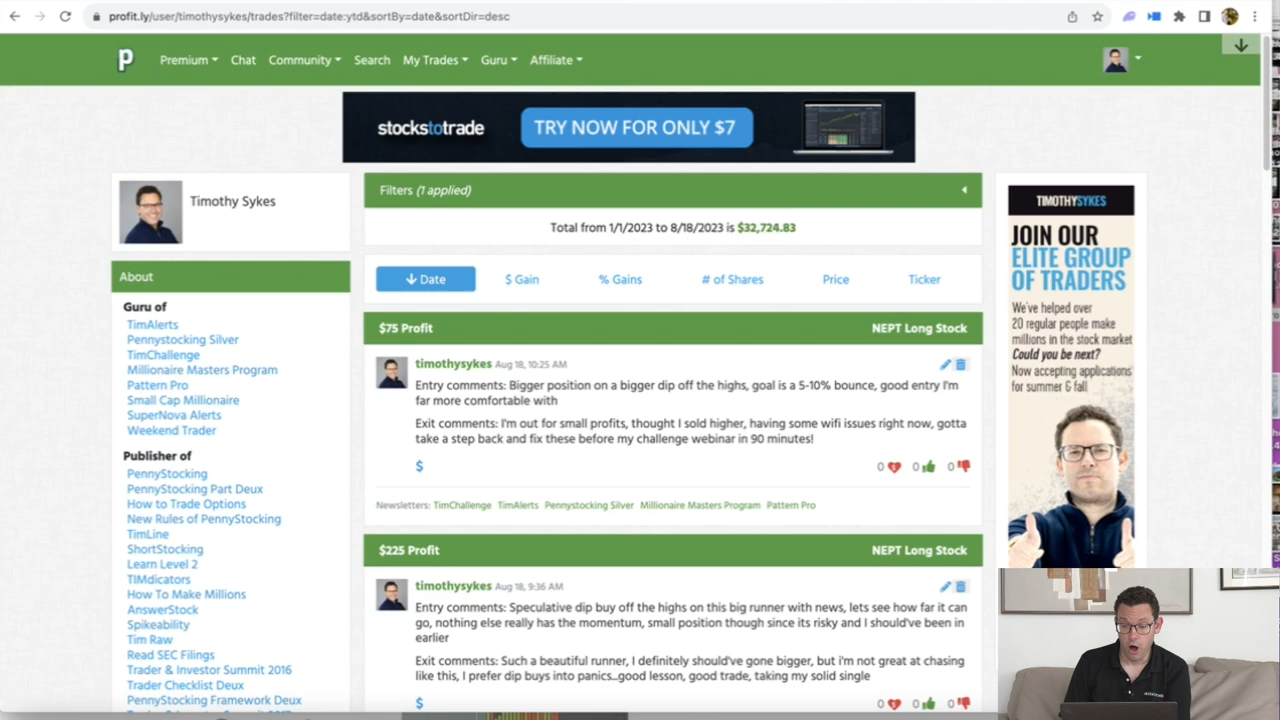 profit.ly/user/timothysykes/trades?filter=date:ytd&sortBy=date&sortDir=desc
p
Premium Chat Community Search My Trades Guru Affiliate
stockstotrade TRY NOW FOR ONLY $7
Timothy Sykes
About
Guru of
TimAlerts
Pennystocking Silver
TimChallenge
Millionaire Masters Program
Pattern Pro
Small Cap Millionaire
SuperNova Alerts
Weekend Trader
Publisher of
PennyStocking
PennyStocking Part Deux
How to Trade Options
New Rules of PennyStocking
TimLine
ShortStocking
Learn Level 2
TIMdicators
How To Make Millions
AnswerStock
Spikeability
Tim Raw
Read SEC Filings
Trader & Investor Summit 2016
Trader Checklist Deux
PennyStocking Framework Deux
Filters (1 applied)
Total from 1/1/2023 to 8/18/2023 is $32,724.83
Date $ Gain % Gains # of Shares Price Ticker
$75 Profit NEPT Long Stock
timothysykes Aug 18, 10:25 AM
Entry comments: Bigger position on a bigger dip off the highs, goal is a 5-10% bounce, good entry I'm
far more comfortable with
Exit comments: I'm out for small profits, thought I sold higher, having some wifi issues right now, gotta
take a step back and fix these before my challenge webinar in 90 minutes!
$ 0 0 0
Newsletters: TimChallenge TimAlerts Pennystocking Silver Millionaire Masters Program Pattern Pro
$225 Profit NEPT Long Stock
timothysykes Aug 18, 9:36 AM
Entry comments: Speculative dip buy off the highs on this big runner with news, lets see how far it can
go, nothing else really has the momentum, small position though since its risky and I should've been in
earlier
Exit comments: Such a beautiful runner, I definitely should've gone bigger, but i'm not great at chasing
like this, I prefer dip buys into panics...good lesson, good trade, taking my solid single
$ 0 0 0
TIMOTHYSYKES
JOIN OUR
ELITE GROUP
OF TRADERS
We've helped over
20 regular people make
millions in the stock market
Could you be next?
Now accepting applications
for summer & fall